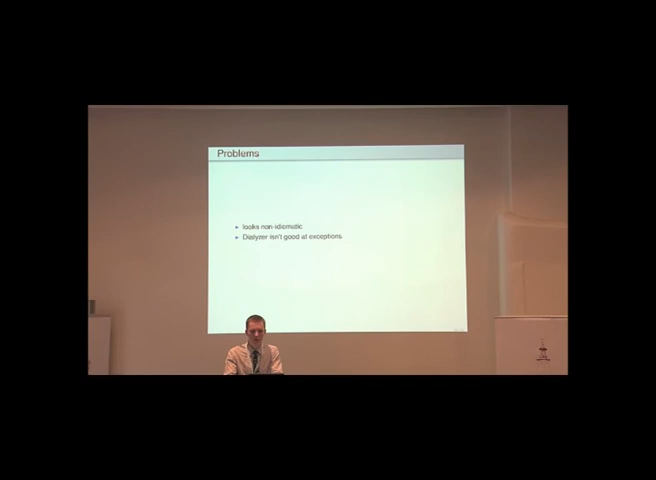 Problems
looks non-idiomatic
Dialyzer isn't good at exceptions